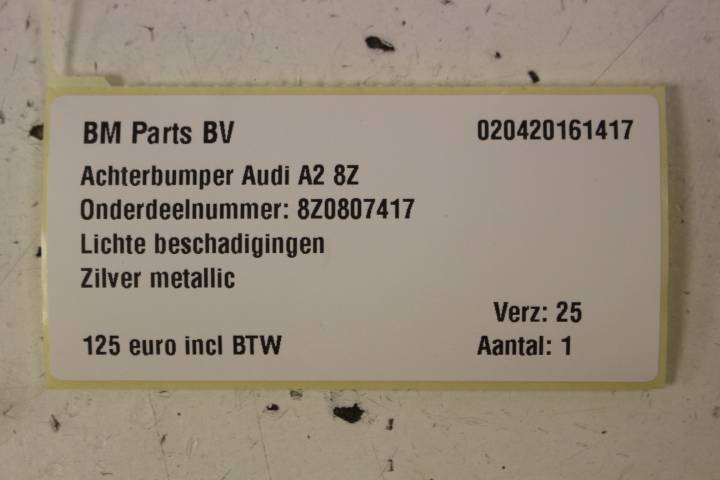 BM Parts BV 020420161417
Achterbumper Audi A2 8Z
Onderdeelnummer: 8Z0807417
Lichte beschadigingen
Zilver metallic
Verz: 25
125 euro incl BTW Aantal: 1